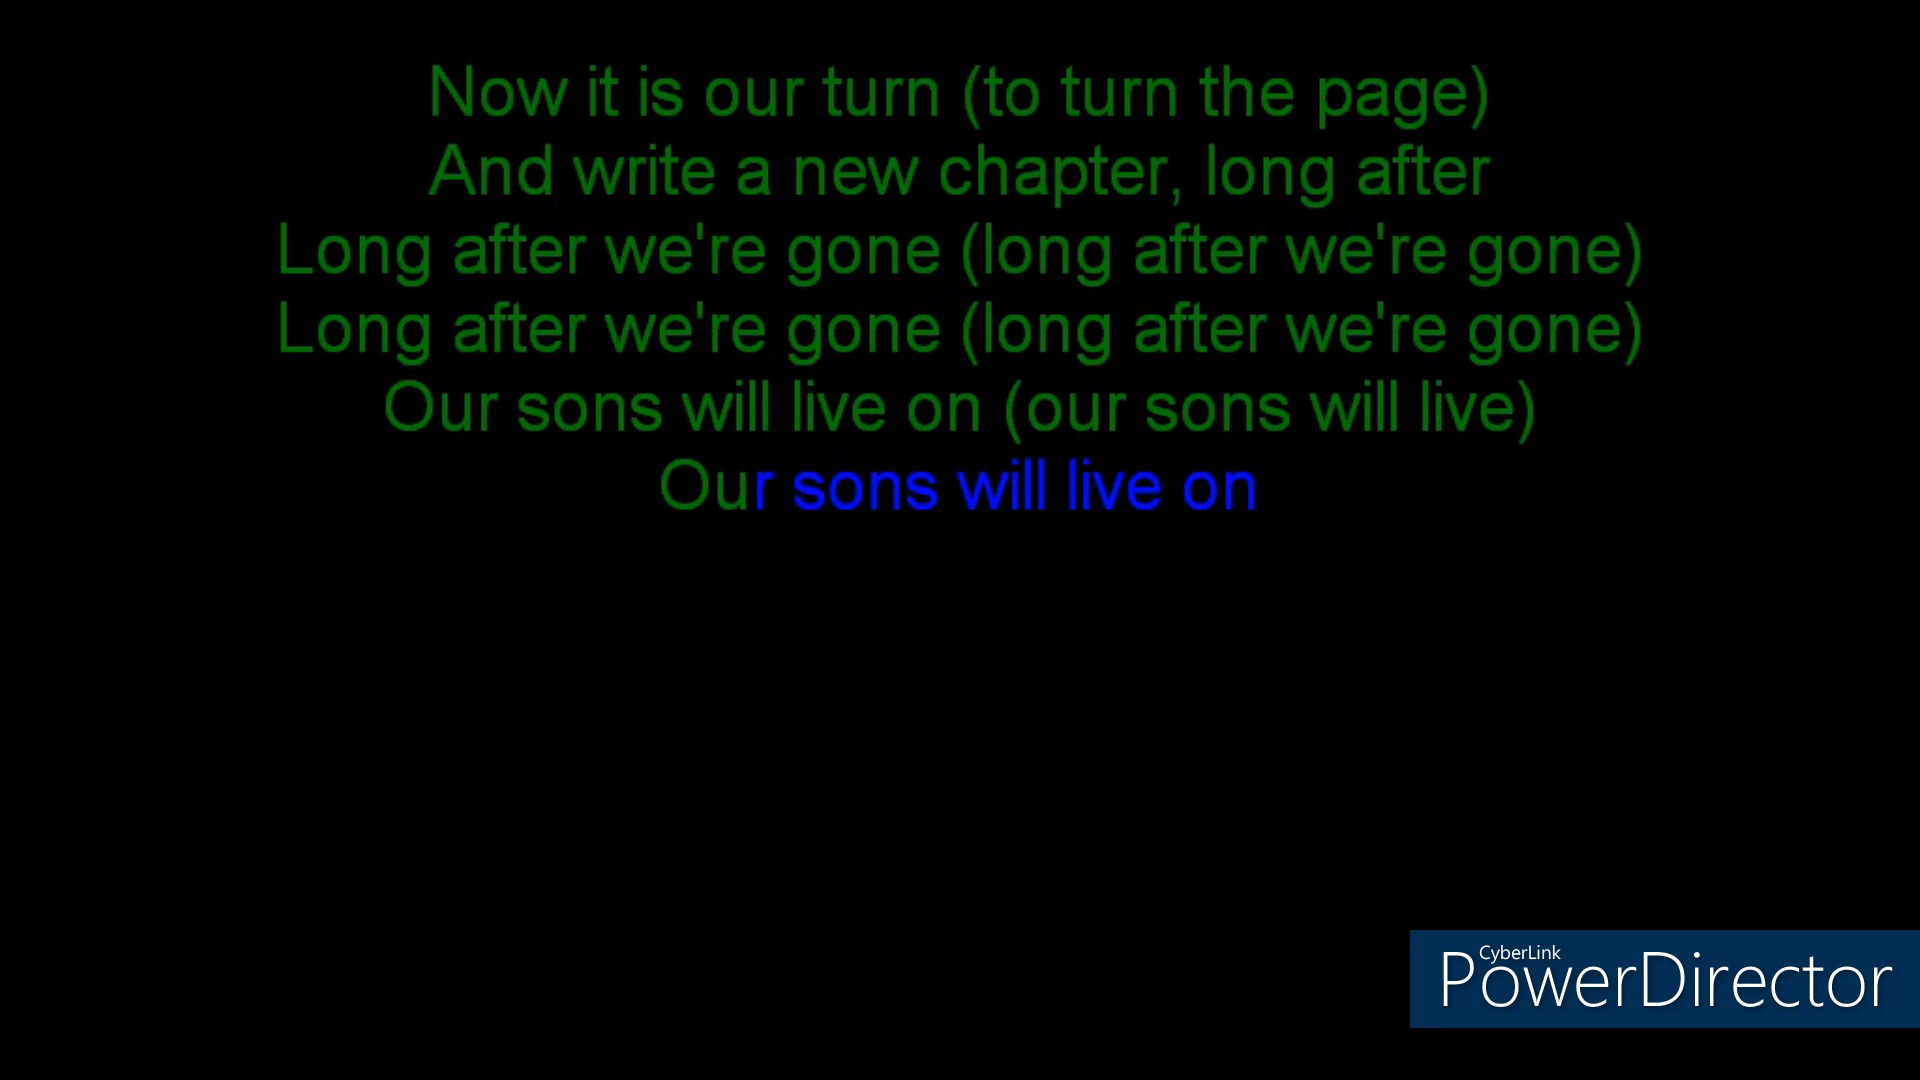 Now it is our turn (to turn the page)
And write a new chapter, long after
Long after we're gone (long after we're gone)
Long after we're gone (long after we're gone)
Our sons will live on (our sons will live)
Our sons will live on
CyberLink
PowerDirector